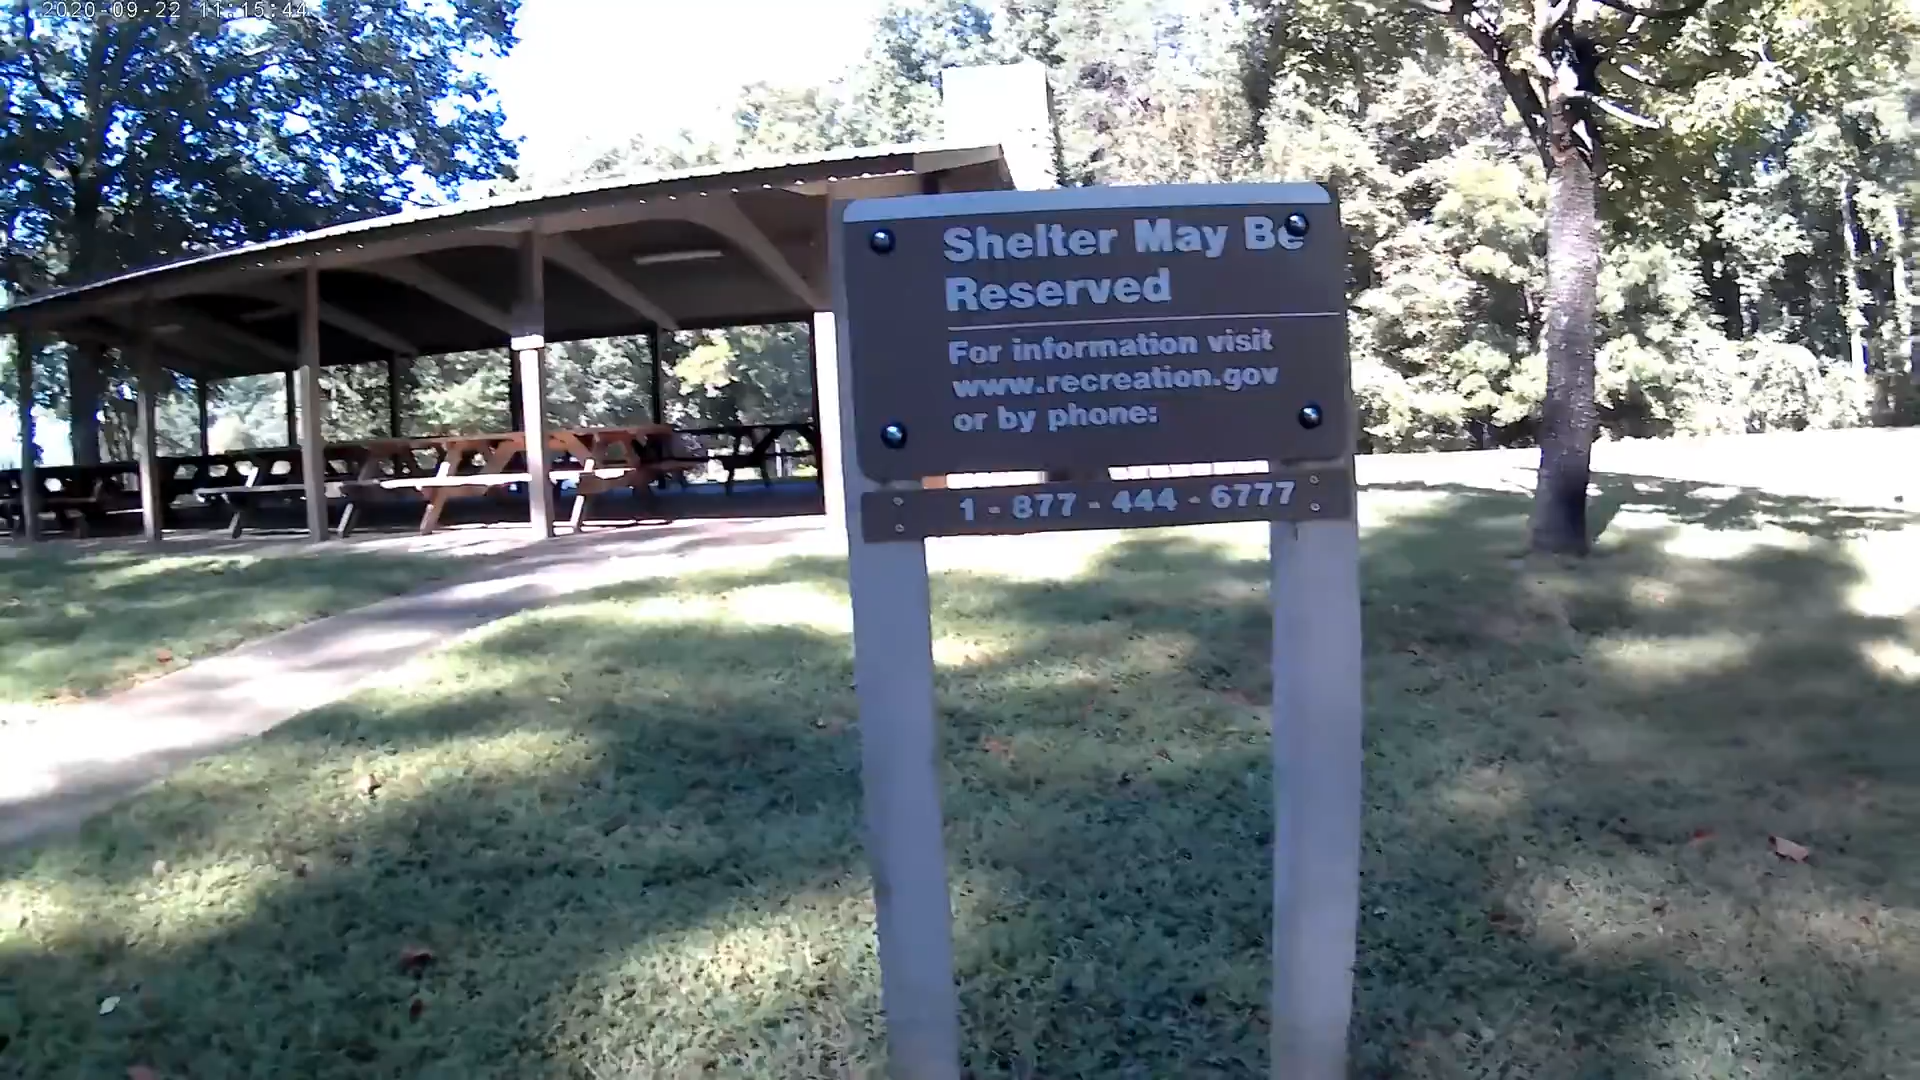 2020-09-22 11:15:44
Shelter May Be
Reserved
For information visit
www.recreation.gov
or by phone:
1 - 877 - 444 - 6777